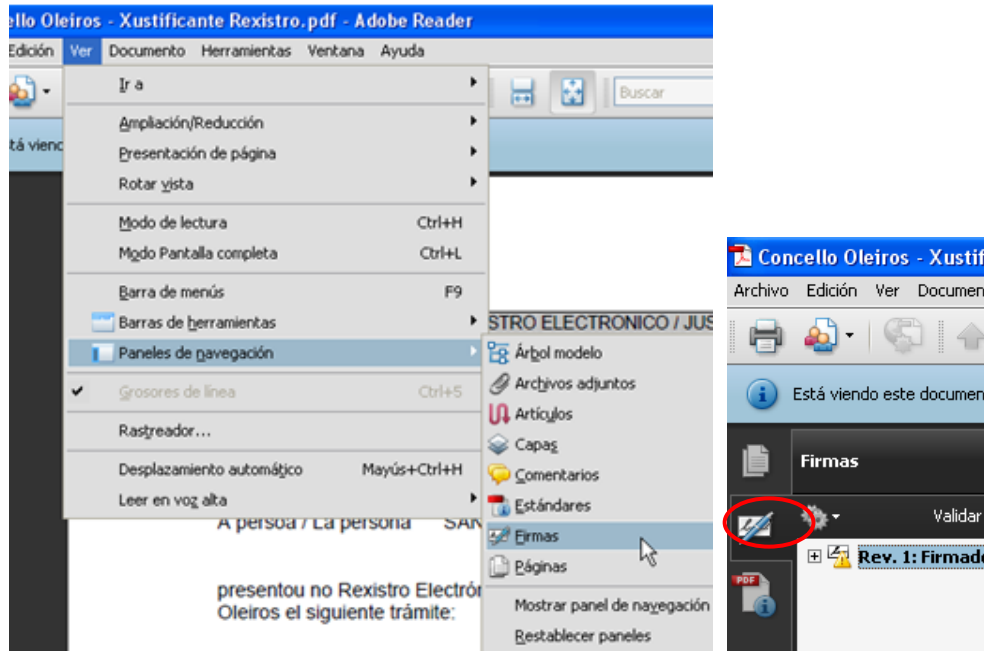 ello Oleiros - Xustificante Rexistro.pdf - Adobe Reader
Edición Ver Documento Herramientas Ventana Ayuda
Ir a
Buscar
Ampliación/Reducción
tá viend
Presentación de página
Rotar vista
Modo de lectura Ctrl+H
Modo Pantalla completa Ctrl+L
Barra de menús F9
Barras de herramientas
STRO ELECTRONICO / JUS
Paneles de navegación
Árbol modelo
Archivos adjuntos
Grosores de línea Ctrl+5
Artículos
Rastreador...
Capas
Desplazamiento automático Mayús+Ctrl+H
Comentarios
Leer en voz alta
Estándares
A persoa / La persona SAN
Firmas
Páginas
presentou no Rexistro Electrón
Oleiros el siguiente trámite:
Mostrar panel de navegación
Restablecer paneles
Concello Oleiros - Xustif
Archivo Edición Ver Documen
Está viendo este documen
Firmas
Validar
Rev. 1: Firmado
PDF